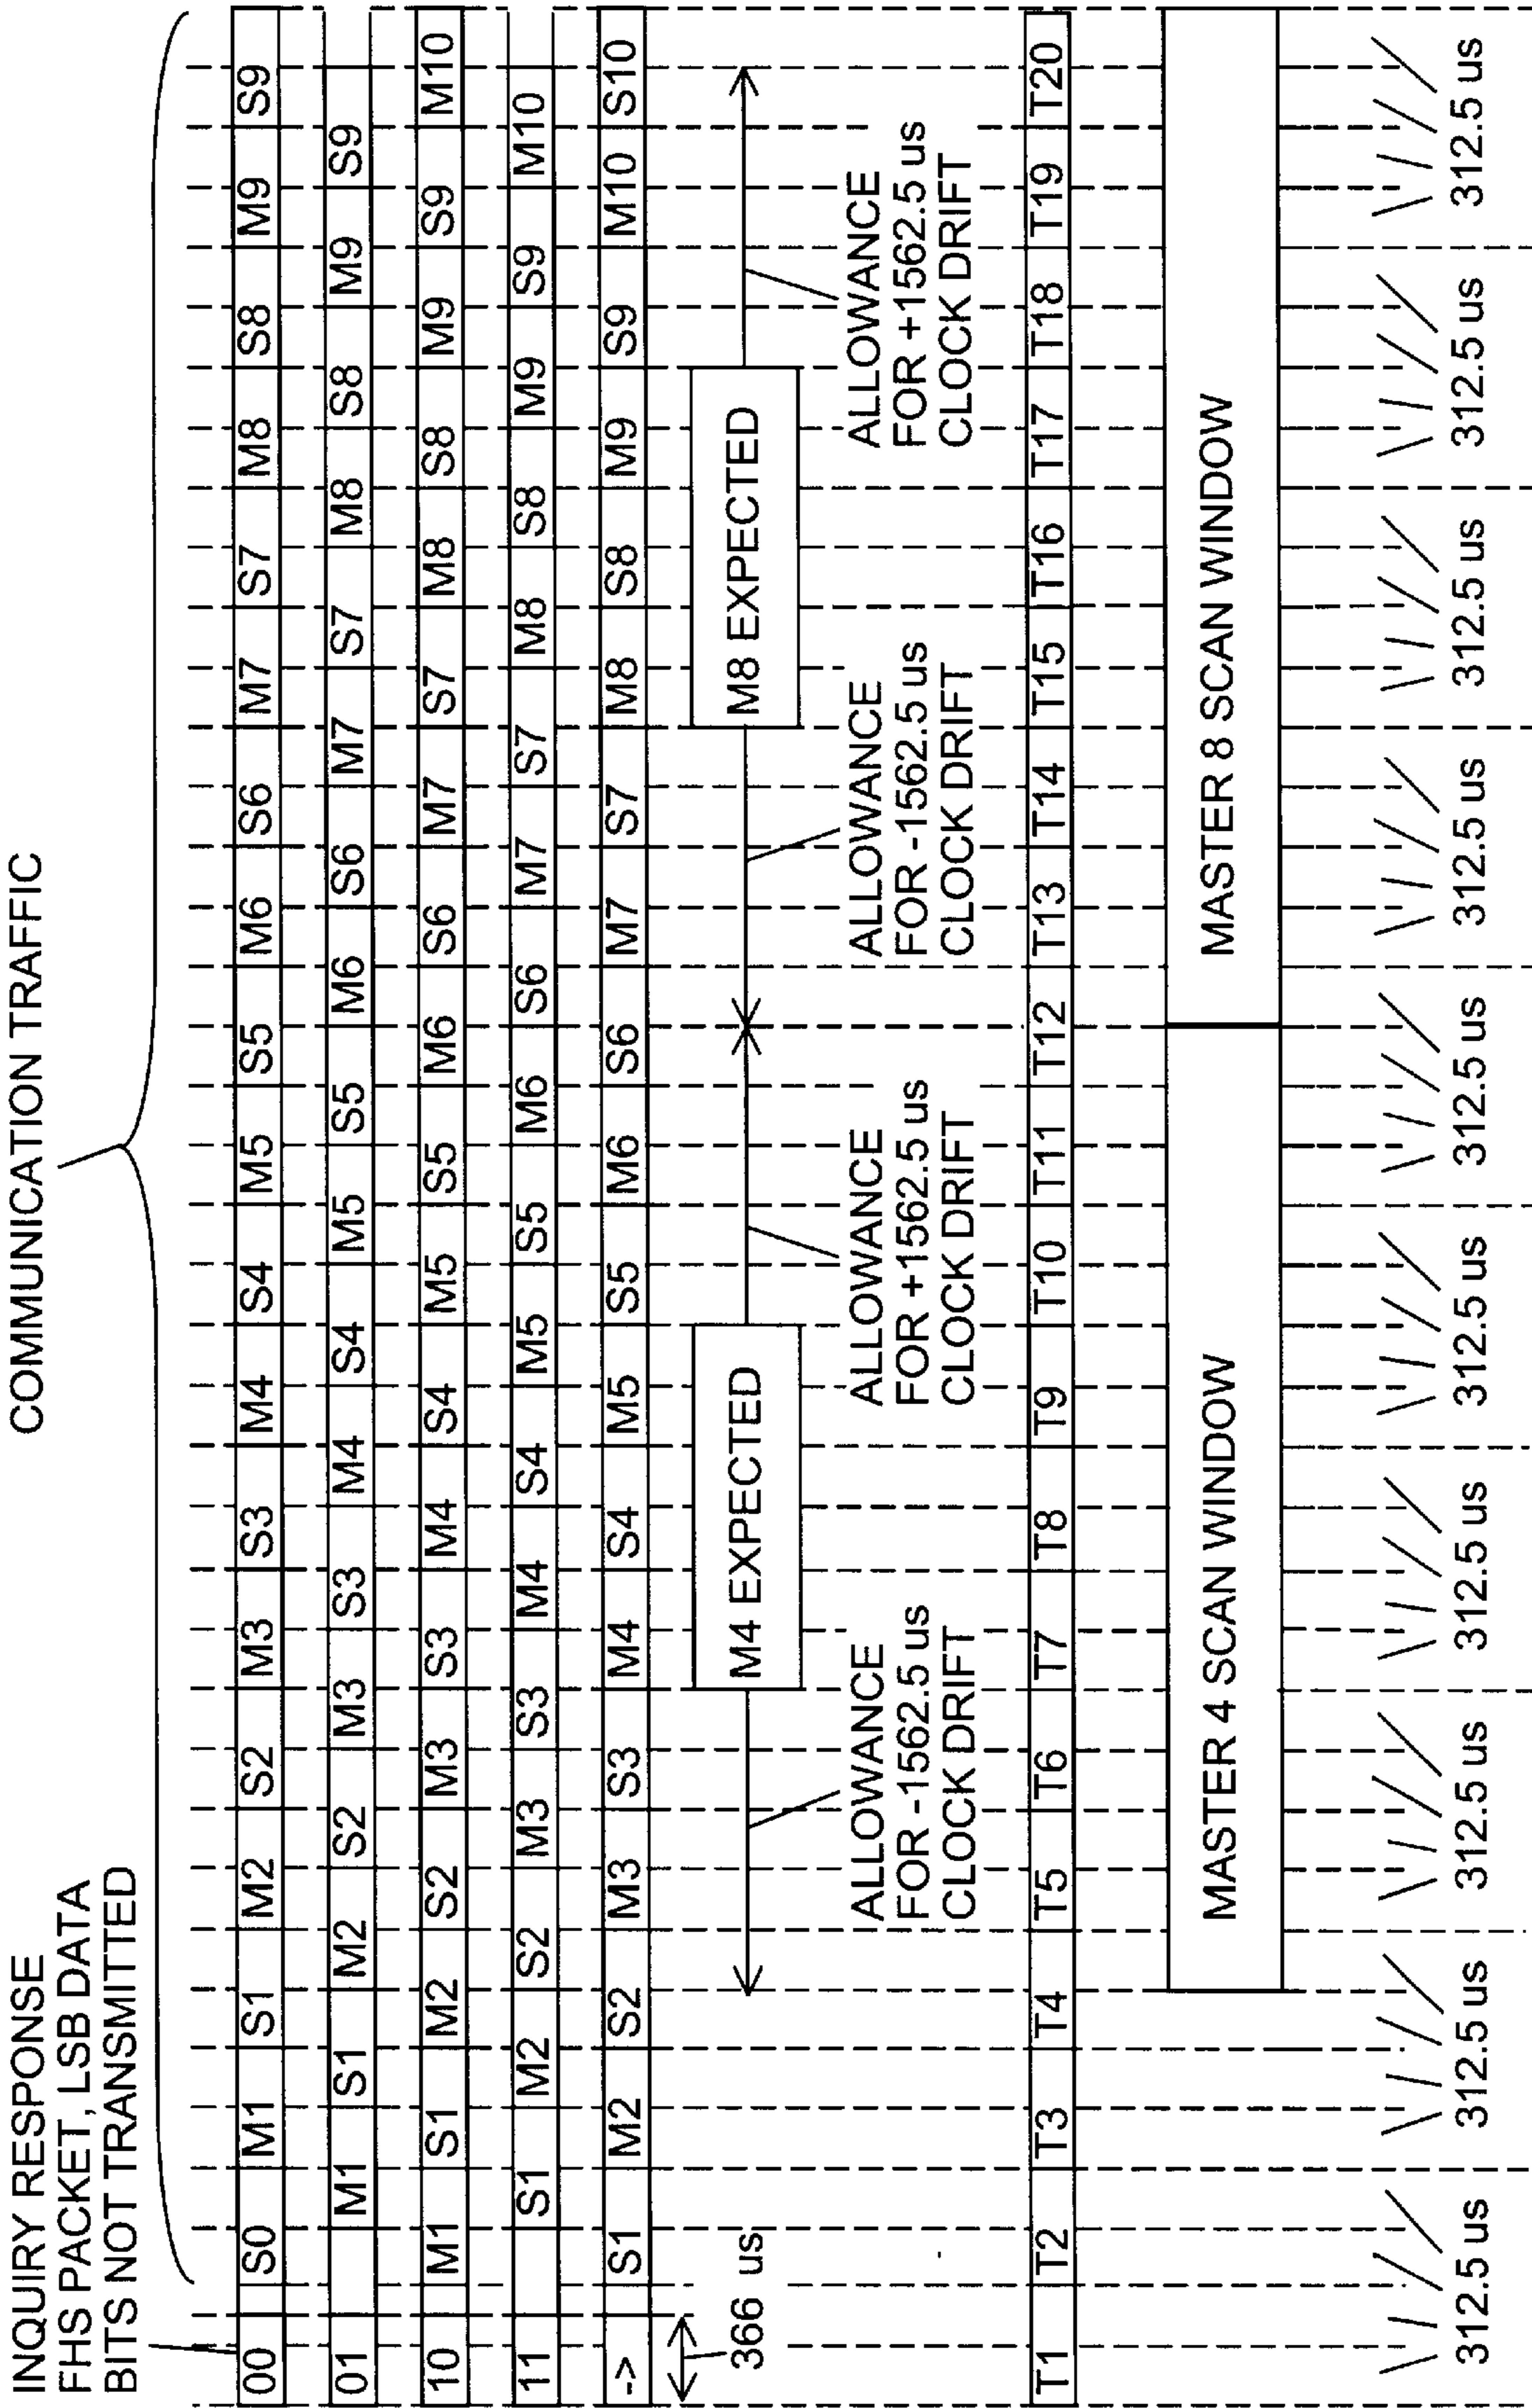 COMMUNICATION TRAFFIC
INQUIRY RESPONSE
FHS PACKET, LSB DATA
BITS NOT TRANSMITTED
00 S0 M1 S1 M2 S2 M3 S3 M4 S4 M5 S5 M6 S6 M7 S7 M8 S8 M9 S9
01 M1 S1 M2 S2 M3 S3 M4 S4 M5 S5 M6 S6 M7 S7 M8 S8 M9 S9
10 M1 S1 M2 S2 M3 S3 M4 S4 M5 S5 M6 S6 M7 S7 M8 S8 M9 S9 M10
11 S1 M2 S2 M3 S3 M4 S4 M5 S5 M6 S6 M7 S7 M8 S8 M9 S9 M10
-> S1 M2 S2 M3 S3 M4 S4 M5 S5 M6 S6 M7 S7 M8 S8 M9 S9 M10 S10
366 us
M4 EXPECTED
M8 EXPECTED
ALLOWANCE
FOR -1562.5 us
CLOCK DRIFT
ALLOWANCE
FOR +1562.5 us
CLOCK DRIFT
ALLOWANCE
FOR -1562.5 us
CLOCK DRIFT
ALLOWANCE
FOR +1562.5 us
CLOCK DRIFT
T1 T2 T3 T4 T5 T6 T7 T8 T9 T10 T11 T12 T13 T14 T15 T16 T17 T18 T19 T20
MASTER 4 SCAN WINDOW
MASTER 8 SCAN WINDOW
312.5 us 312.5 us 312.5 us 312.5 us 312.5 us 312.5 us 312.5 us 312.5 us 312.5 us 312.5 us